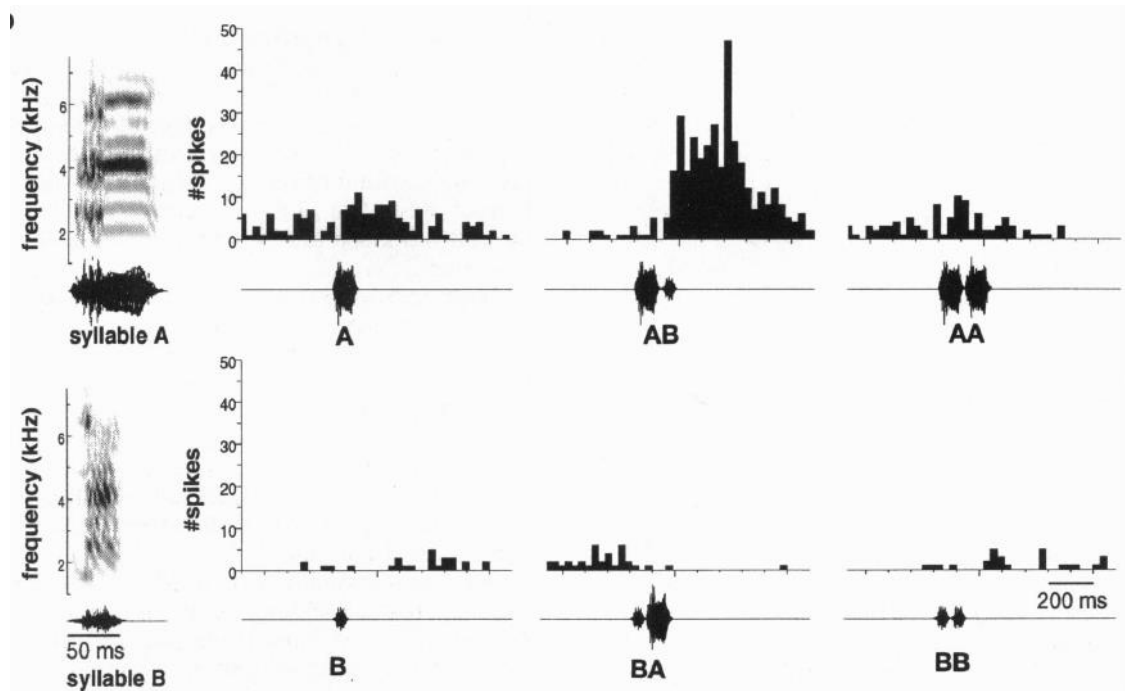 50
40
30
20
10
0
#spikes
frequency (kHz)
6
4
2
syllable A
A
AB
AA
50
40
30
20
10
0
#spikes
frequency (kHz)
6
4
2
200 ms
50 ms
syllable B
B
BA
BB